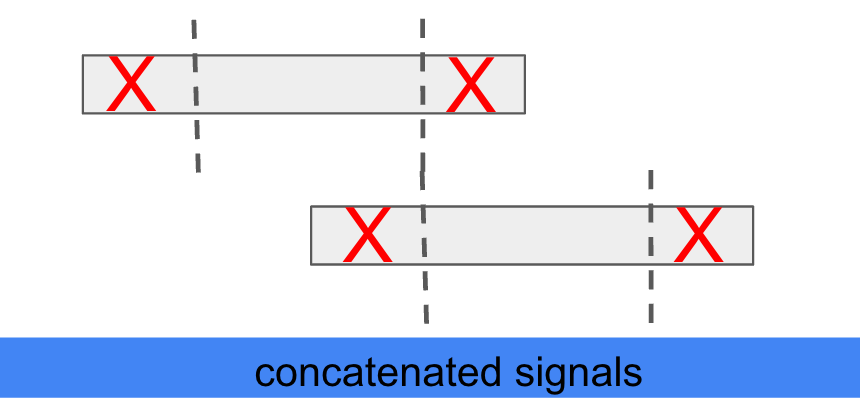 X X
X X
concatenated signals